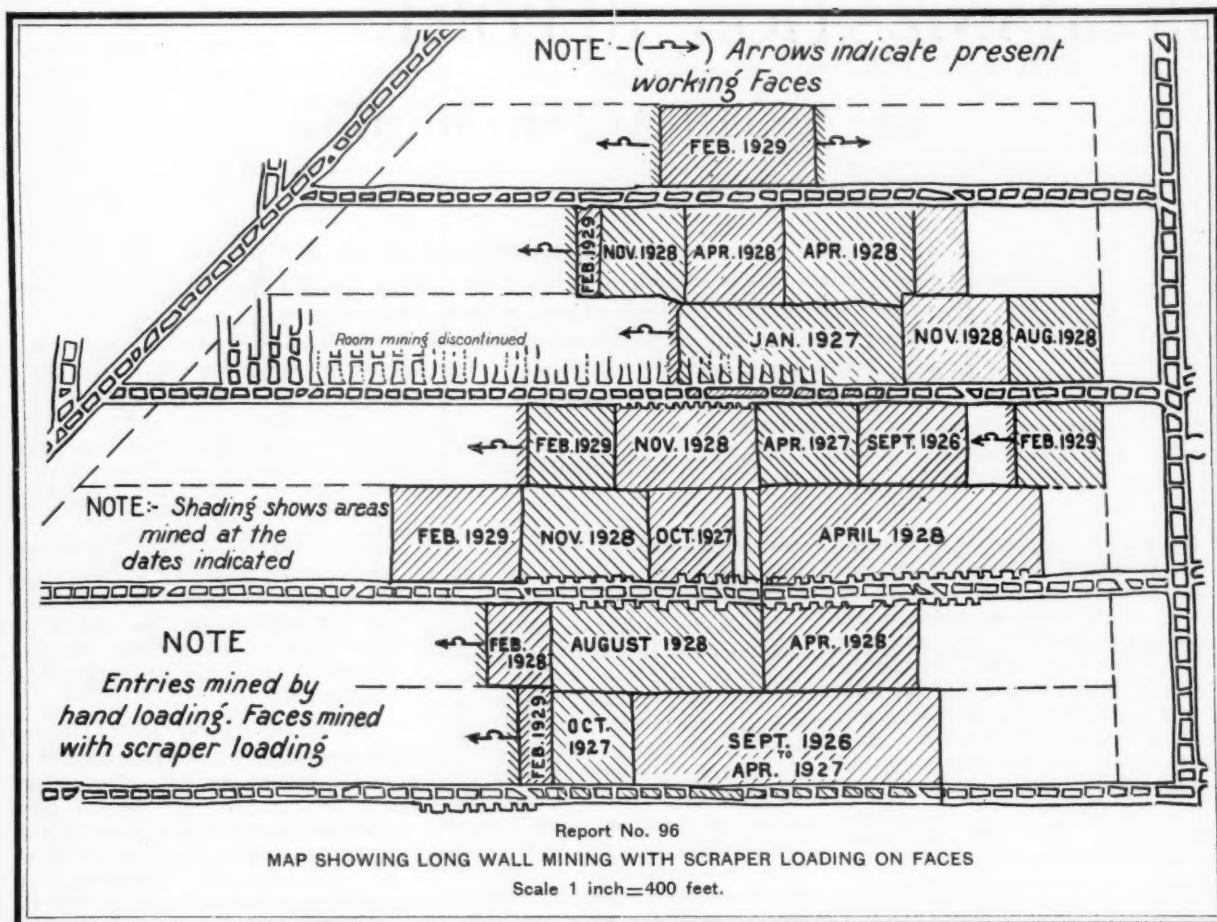 NOTE -( ) Arrows indicate present
working Faces
FEB. 1929
FEB. 1929
NOV. 1928
APR. 1928
APR. 1928
Room mining discontinued
JAN. 1927
NOV. 1928
AUG. 1928
FEB. 1929
NOV. 1928
APR. 1927
SEPT. 1926
FEB. 1929
NOTE:- Shading shows areas
mined at the
dates indicated
FEB. 1929
NOV. 1928
OCT. 1927
APRIL 1928
NOTE
Entries mined by
hand loading. Faces mined
with scraper loading
FEB.
1928
AUGUST 1928
APR. 1928
FEB. 1929
OCT.
1927
SEPT. 1926
TO
APR. 1927
Report No. 96
MAP SHOWING LONG WALL MINING WITH SCRAPER LOADING ON FACES
Scale 1 inch=400 feet.